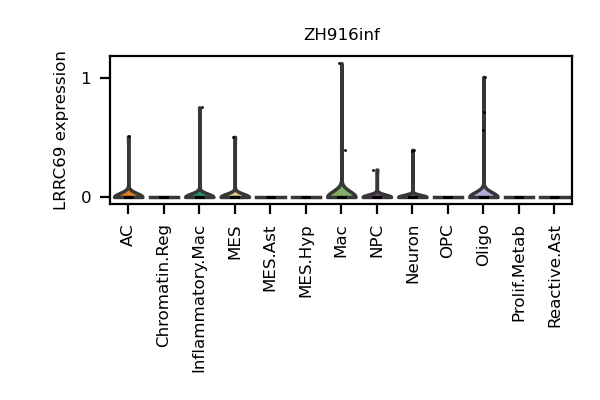 ZH916inf
LRRC69 expression
1
0
AC
Chromatin.Reg
Inflammatory.Mac
MES
MES.Ast
MES.Hyp
Mac
NPC
Neuron
OPC
Oligo
Prolif.Metab
Reactive.Ast